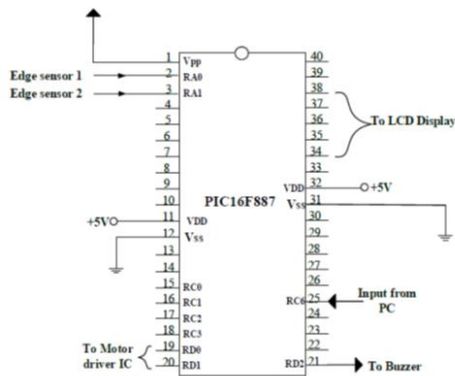 1 Vpp 40
Edge sensor 1 2 RA0 39
Edge sensor 2 3 RA1 38
4 37
5 36 To LCD Display
6 35
7 34
8 33
9 VDD 32 +5V
10 PIC16F887 Vss 31
+5V 11 VDD 30
12 Vss 29
13 28
14 27
15 RC0 26
16 RC1 RC6 25 Input from
PC
17 RC2 24
18 RC3 23
To Motor 19 RD0 22
driver IC 20 RD1 RD2 21 To Buzzer